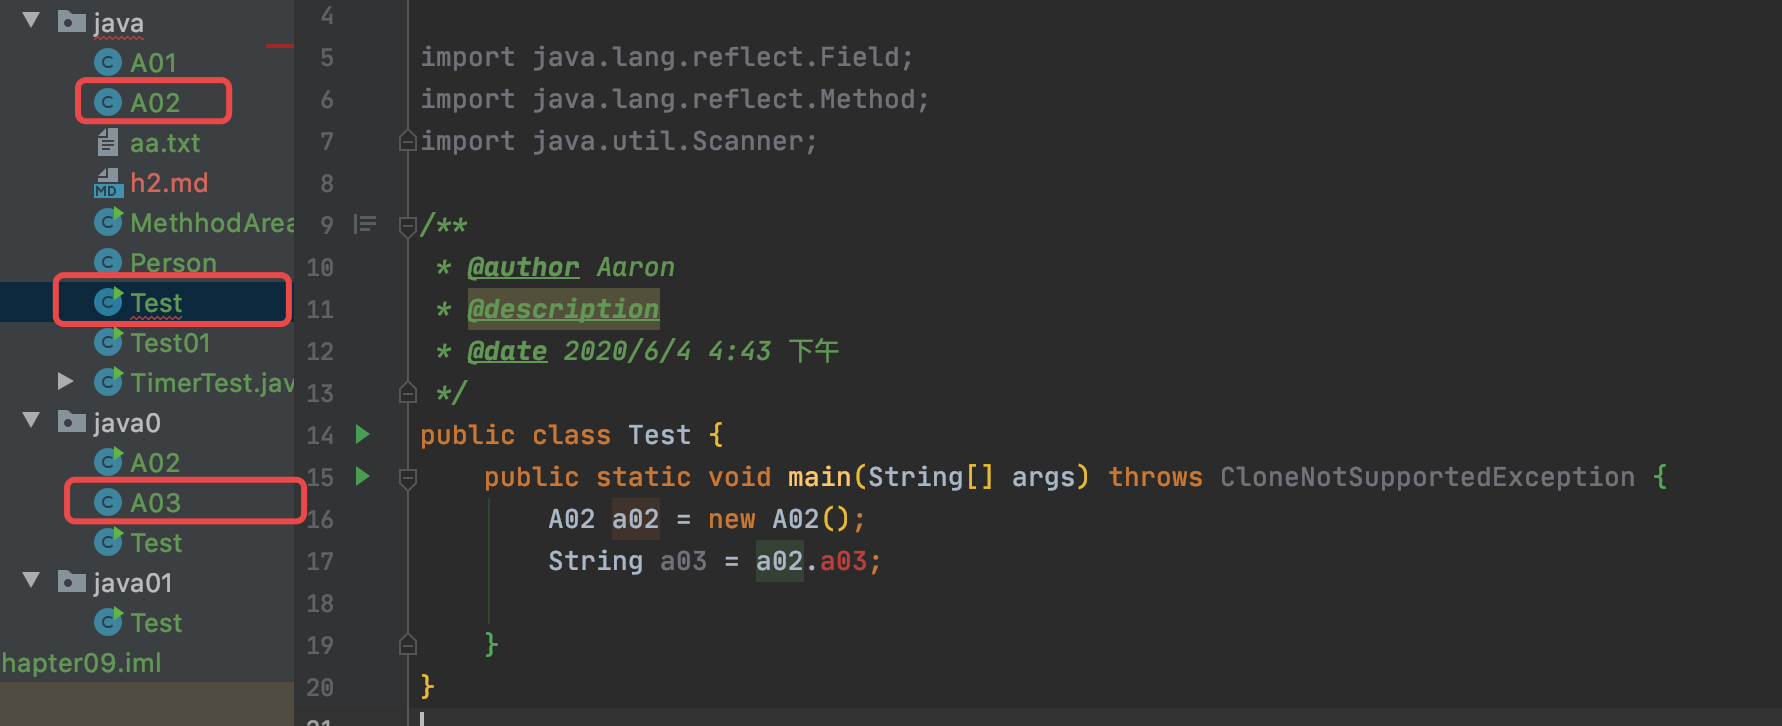 java
A01
A02
aa.txt
MD h2.md
MethhodArea
Person
Test
Test01
TimerTest.jav
java0
A02
A03
Test
java01
Test
hapter09.iml
4
5 import java.lang.reflect.Field;
6 import java.lang.reflect.Method;
7 import java.util.Scanner;
8
9 /**
10 * @author Aaron
11 * @description
12 * @date 2020/6/4 4:43 下午
13 */
14 public class Test {
15 public static void main(String[] args) throws CloneNotSupportedException {
16 A02 a02 = new A02();
17 String a03 = a02.a03;
18
19 }
20 }
21